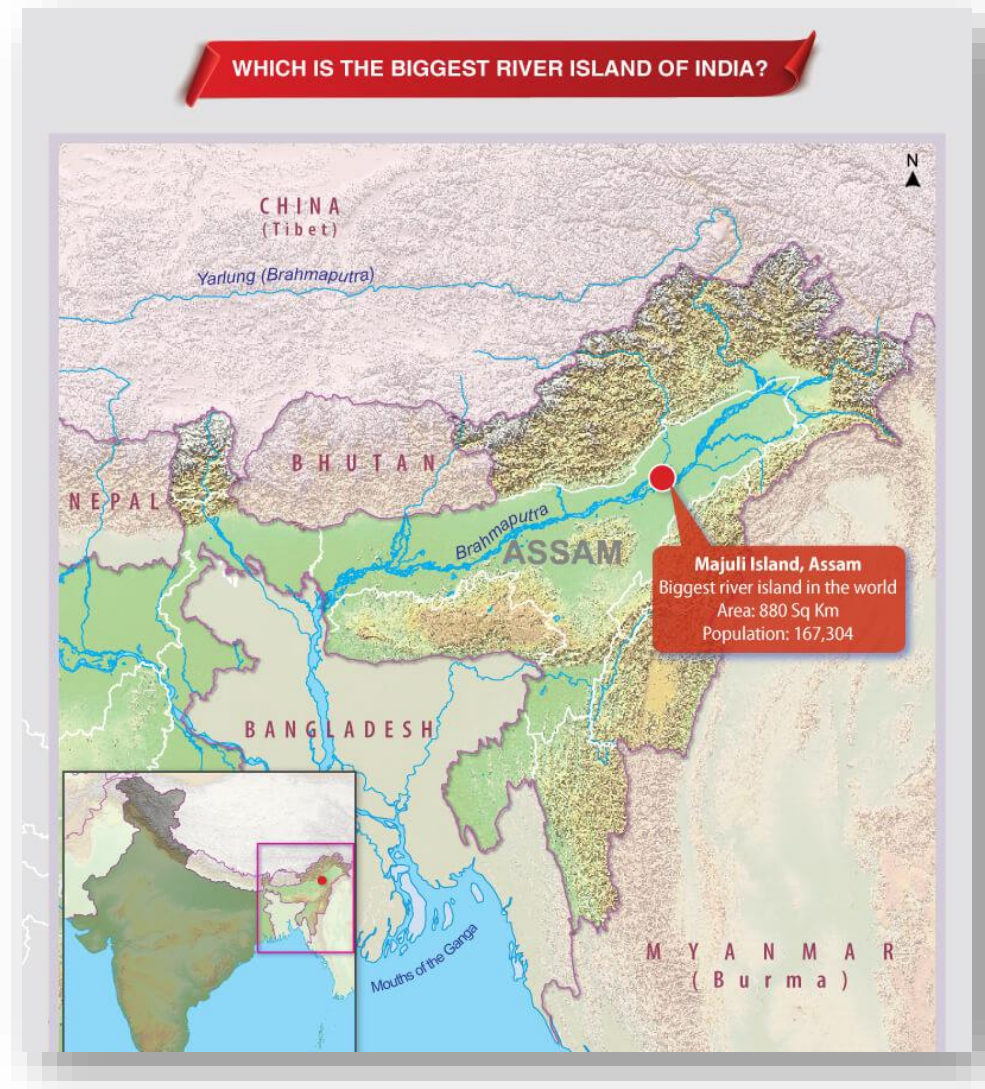 WHICH IS THE BIGGEST RIVER ISLAND OF INDIA?
N
CHINA
(Tibet)
Yarlung (Brahmaputra)
BHUTAN
NEPAL
Brahmaputra
ASSAM
Majuli Island, Assam
Biggest river island in the world
Area: 880 Sq Km
Population: 167,304
BANGLADESH
Mouths of the Ganga
MYANMAR
(Burma)